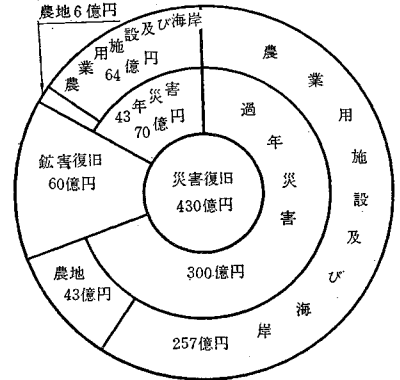 農地6億円
農業用施設及び海岸
64億円
43年災害
70億円
鉱害復旧
60億円
災害復旧
430億円
過年災害
300億円
農地
43億円
農業用施設及び海岸
257億円